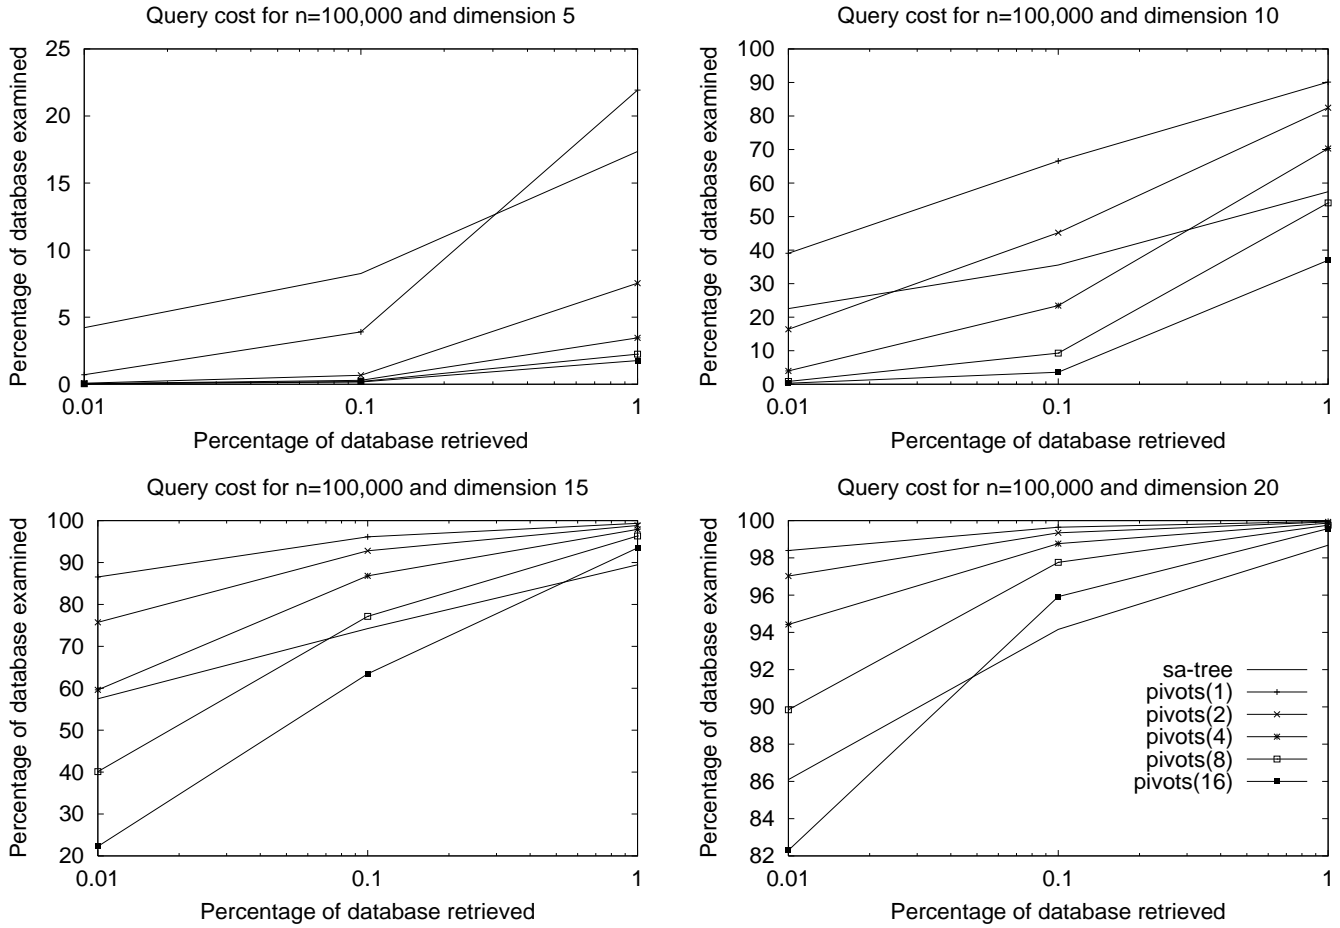 Query cost for n=100,000 and dimension 5
Percentage of database examined
25
20
15
10
5
0
0.01 0.1 1
Percentage of database retrieved
Query cost for n=100,000 and dimension 10
Percentage of database examined
100
90
80
70
60
50
40
30
20
10
0
0.01 0.1 1
Percentage of database retrieved
Query cost for n=100,000 and dimension 15
Percentage of database examined
100
90
80
70
60
50
40
30
20
0.01 0.1 1
Percentage of database retrieved
Query cost for n=100,000 and dimension 20
Percentage of database examined
100
98
96
94
92
90
88
86
84
82
0.01 0.1 1
Percentage of database retrieved
sa-tree
pivots(1)
pivots(2)
pivots(4)
pivots(8)
pivots(16)